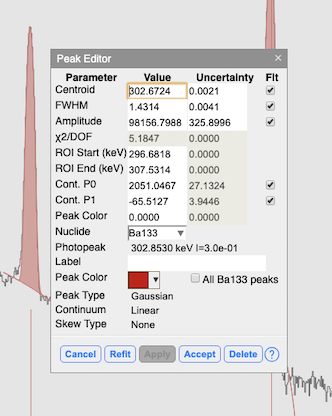 Peak Editor ×
Parameter Value Uncertainty Fit
Centroid 302.6724 0.0021
FWHM 1.4314 0.0041
Amplitude 98156.7988 325.8996
χ2/DOF 5.1847 0.0000
ROI Start (keV) 296.6818 0.0000
ROI End (keV) 307.5314 0.0000
Cont. P0 2051.0467 27.1324
Cont. P1 -65.5127 3.9446
Peak Color 0.0000 0.0000
Nuclide Ba133
Photopeak 302.8530 keV I=3.0e-01
Label
Peak Color All Ba133 peaks
Peak Type Gaussian
Continuum Linear
Skew Type None
Cancel Refit Apply Accept Delete ?